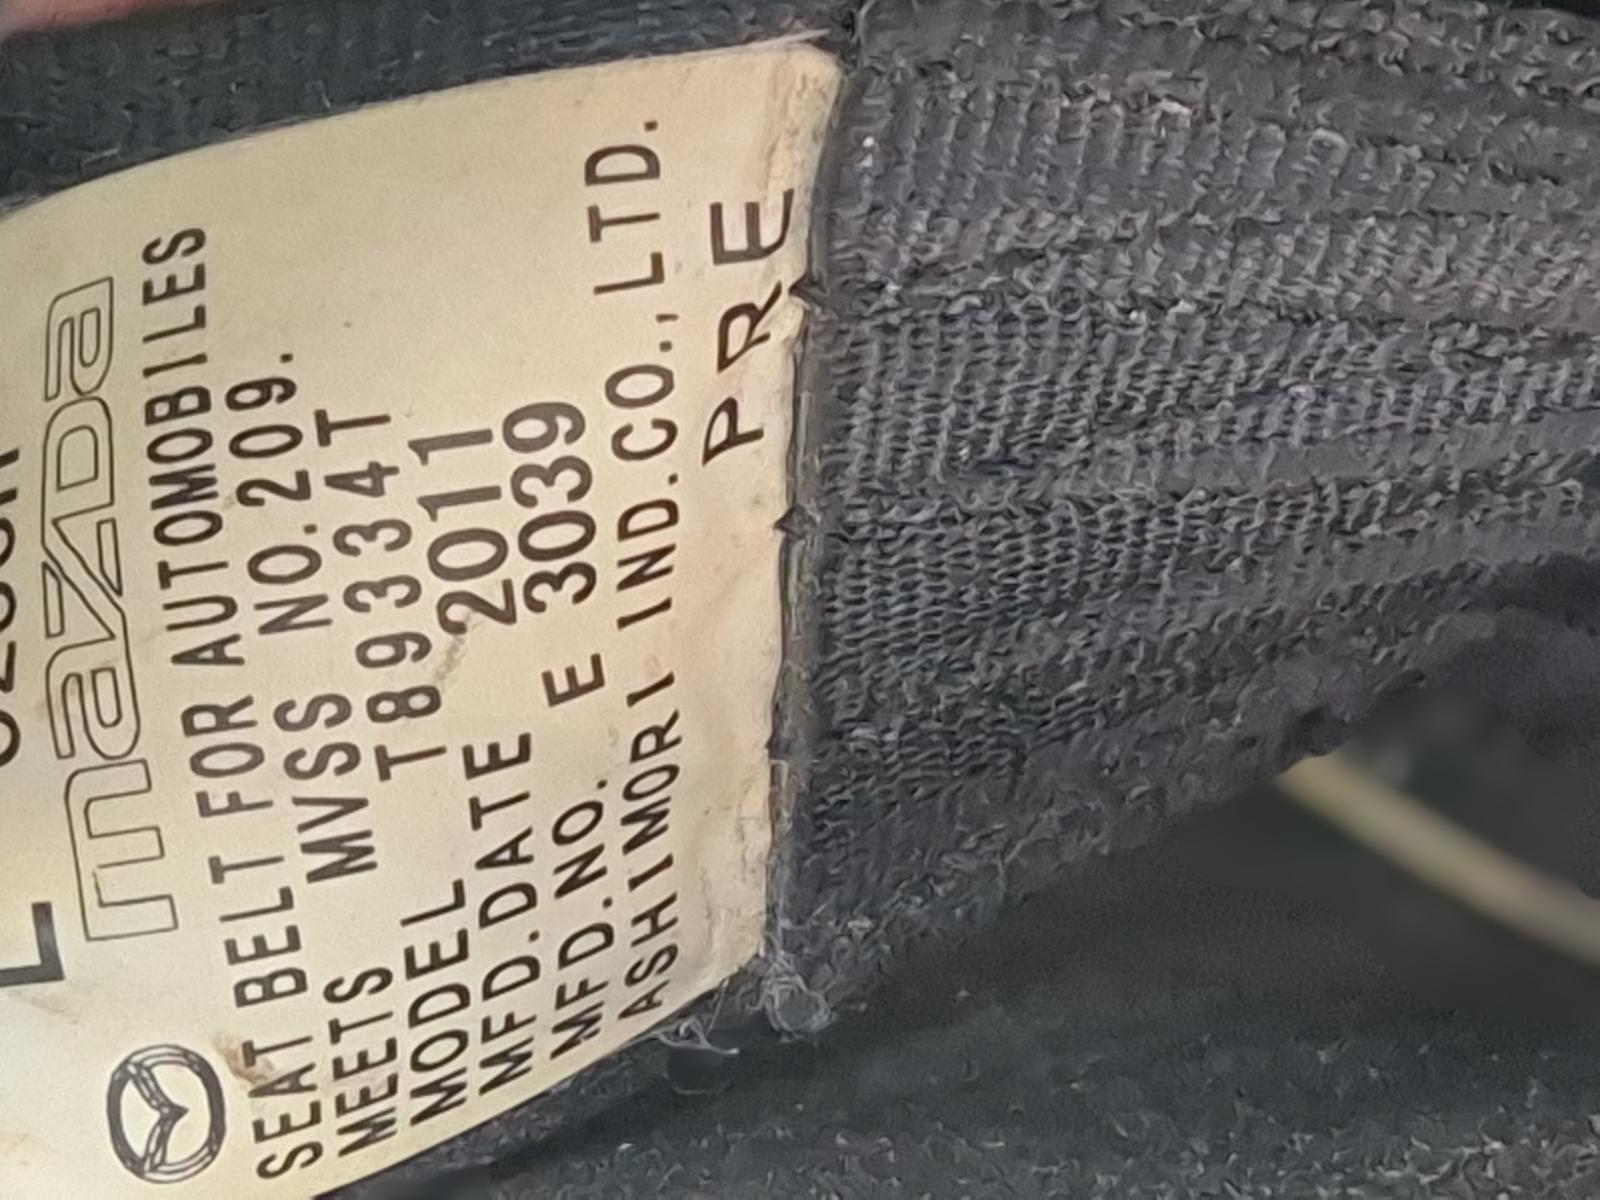 L
mazDa
SEAT BELT FOR AUTOMOBILES
MEETS MVSS NO.209.
MODEL T89334T
MFD.DATE 2011
MFD.NO. E 3039
ASHIMORI IND.CO.,LTD.
PRE